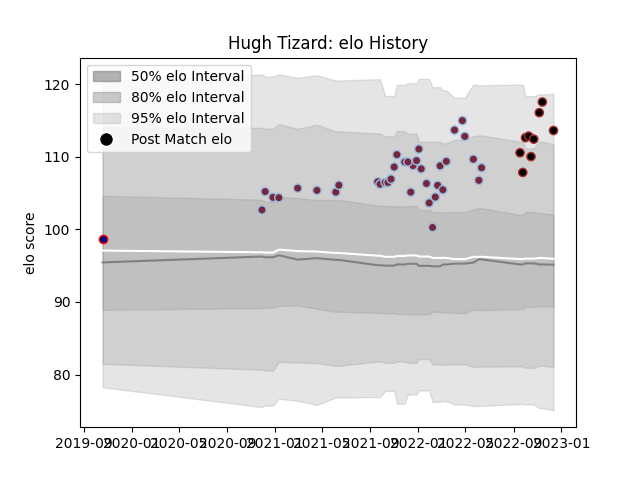 Hugh Tizard: elo History
50% elo Interval
80% elo Interval
95% elo Interval
Post Match elo
elo score
120
110
100
90
80
2019-09 2020-01 2020-05 2020-09 2021-01 2021-05 2021-09 2022-01 2022-05 2022-09 2023-01